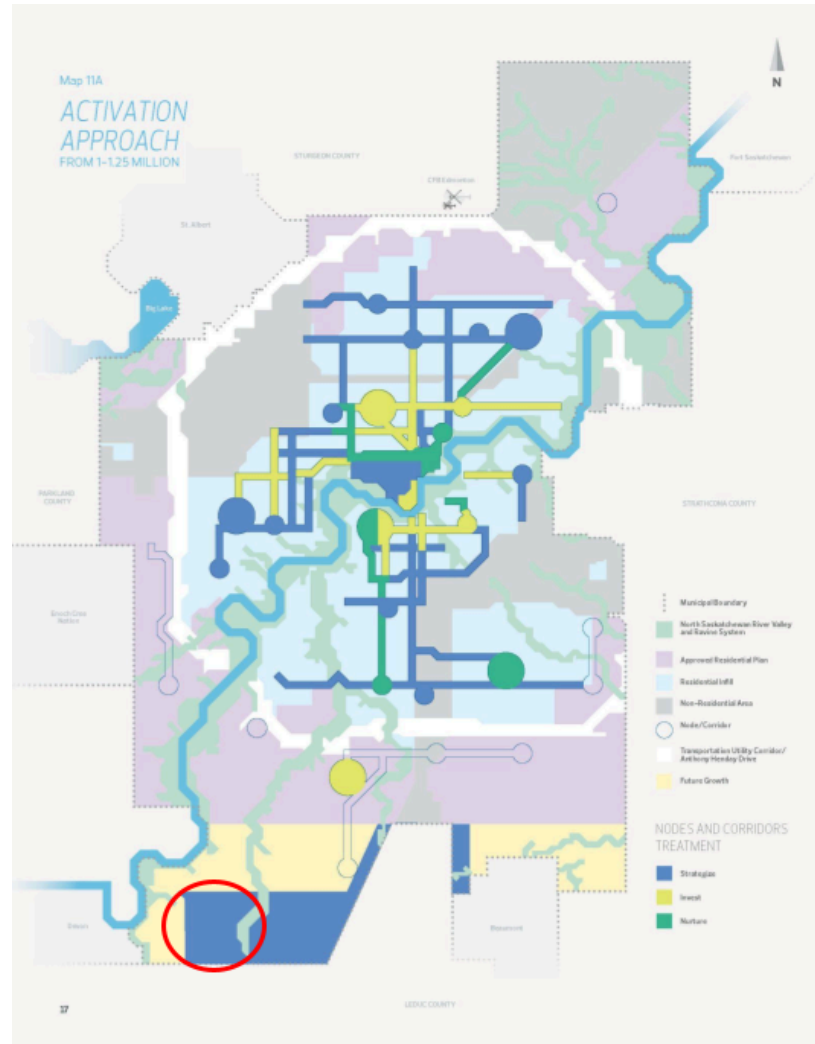 Map 11A
ACTIVATION
APPROACH
FROM 1-1.25 MILLION
N
STURGEON COUNTY
Fort Saskatchewan
CFB Edmonton
St. Albert
Big Lake
PARKLAND
COUNTY
STRATHCONA COUNTY
Enoch Cree
Nation
Municipal Boundary
North Saskatchewan River Valley
and Ravine System
Approved Residential Plan
Residential Infill
Non-Residential Area
Node/Corridor
Transportation Utility Corridor/
Anthony Henday Drive
Future Growth
NODES AND CORRIDORS
TREATMENT
Strategize
Invest
Nurture
Devon
Beaumont
LEDUC COUNTY
37